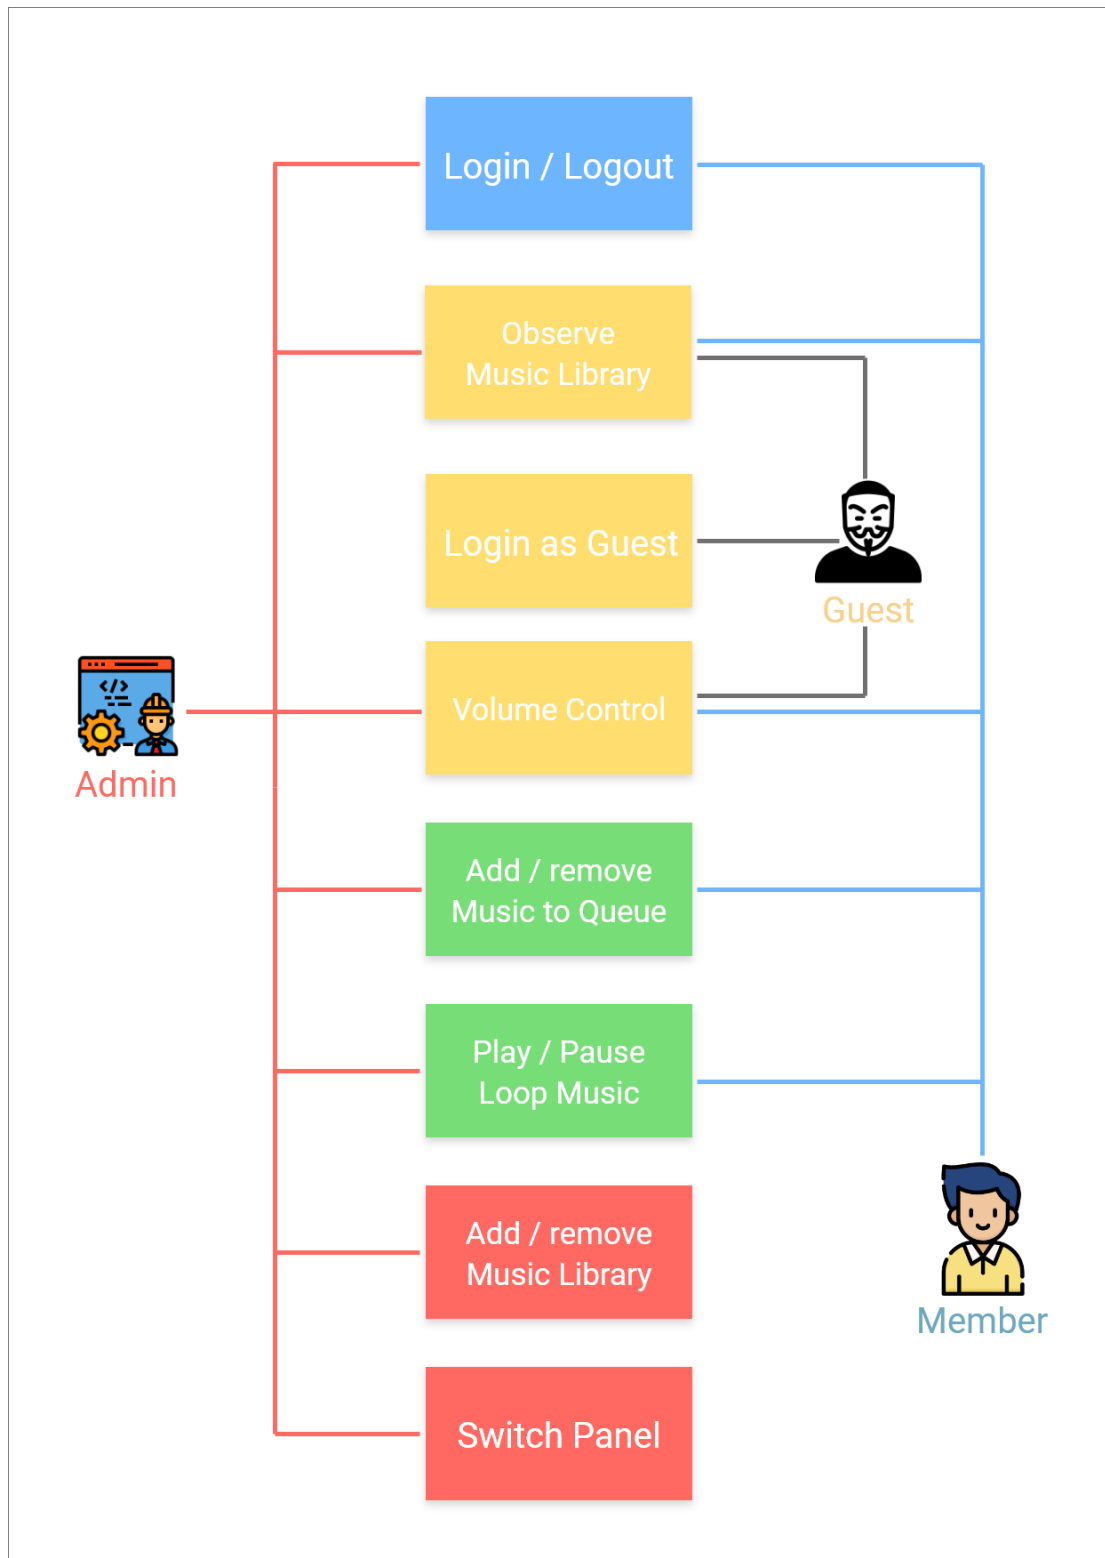 Login / Logout
Observe
Music Library
Login as Guest
Guest
Volume Control
Admin
Add / remove
Music to Queue
Play / Pause
Loop Music
Add / remove
Music Library
Member
Switch Panel